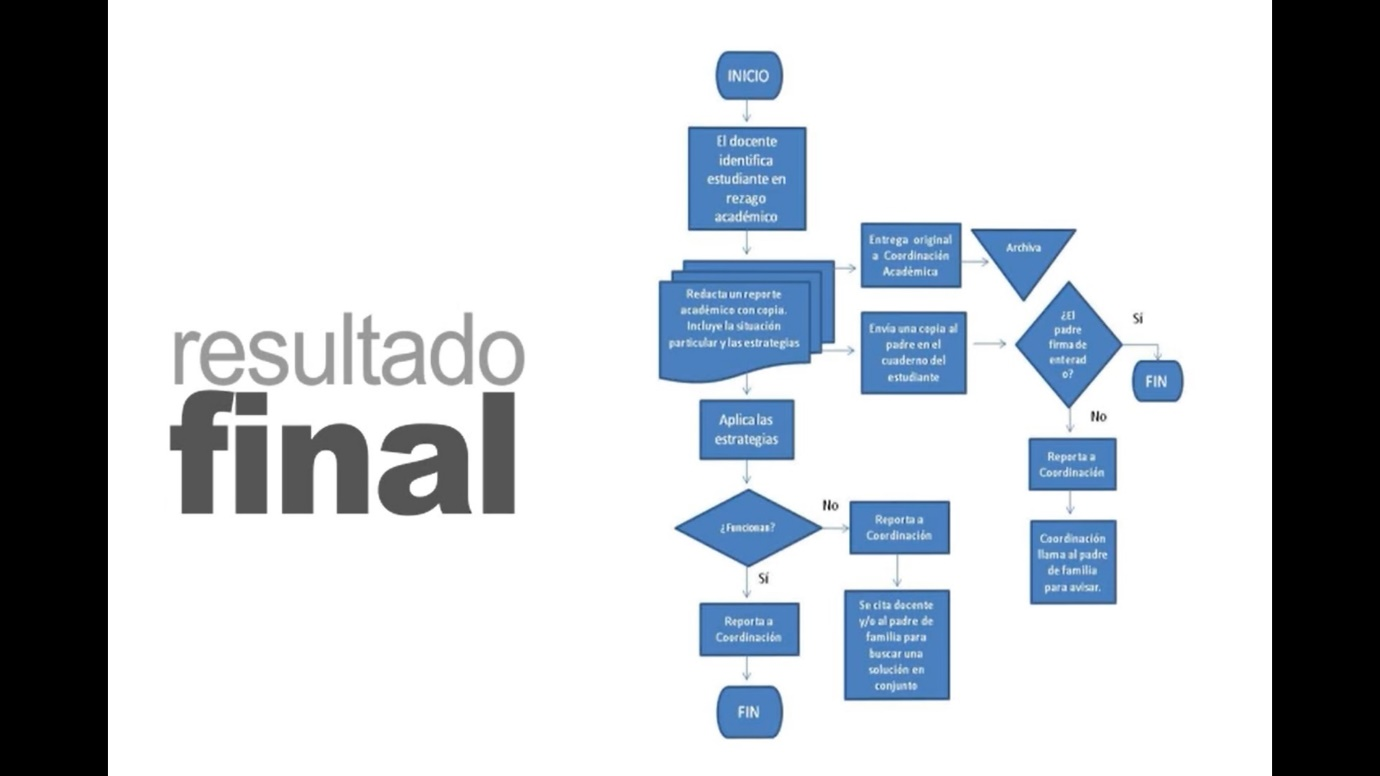 resultado
final
INICIO
El docente
identifica
estudiante en
rezago
académico
Redacta un reporte
académico con copia.
Incluye la situación
particular y las estrategias
Entrega original
a Coordinación
Académica
Archiva
Envia una copia al
padre en el
cuaderno del
estudiante
¿El
padre
firma de
enterad
o?
Sí
FIN
No
Reporta a
Coordinación
Coordinación
llama al padre
de familia
para avisar.
Aplica las
estrategias
¿Funcionan?
No
Reporta a
Coordinación
Se cita docente
y/o al padre de
familia para
buscar una
solución en
conjunto
Sí
Reporta a
Coordinación
FIN